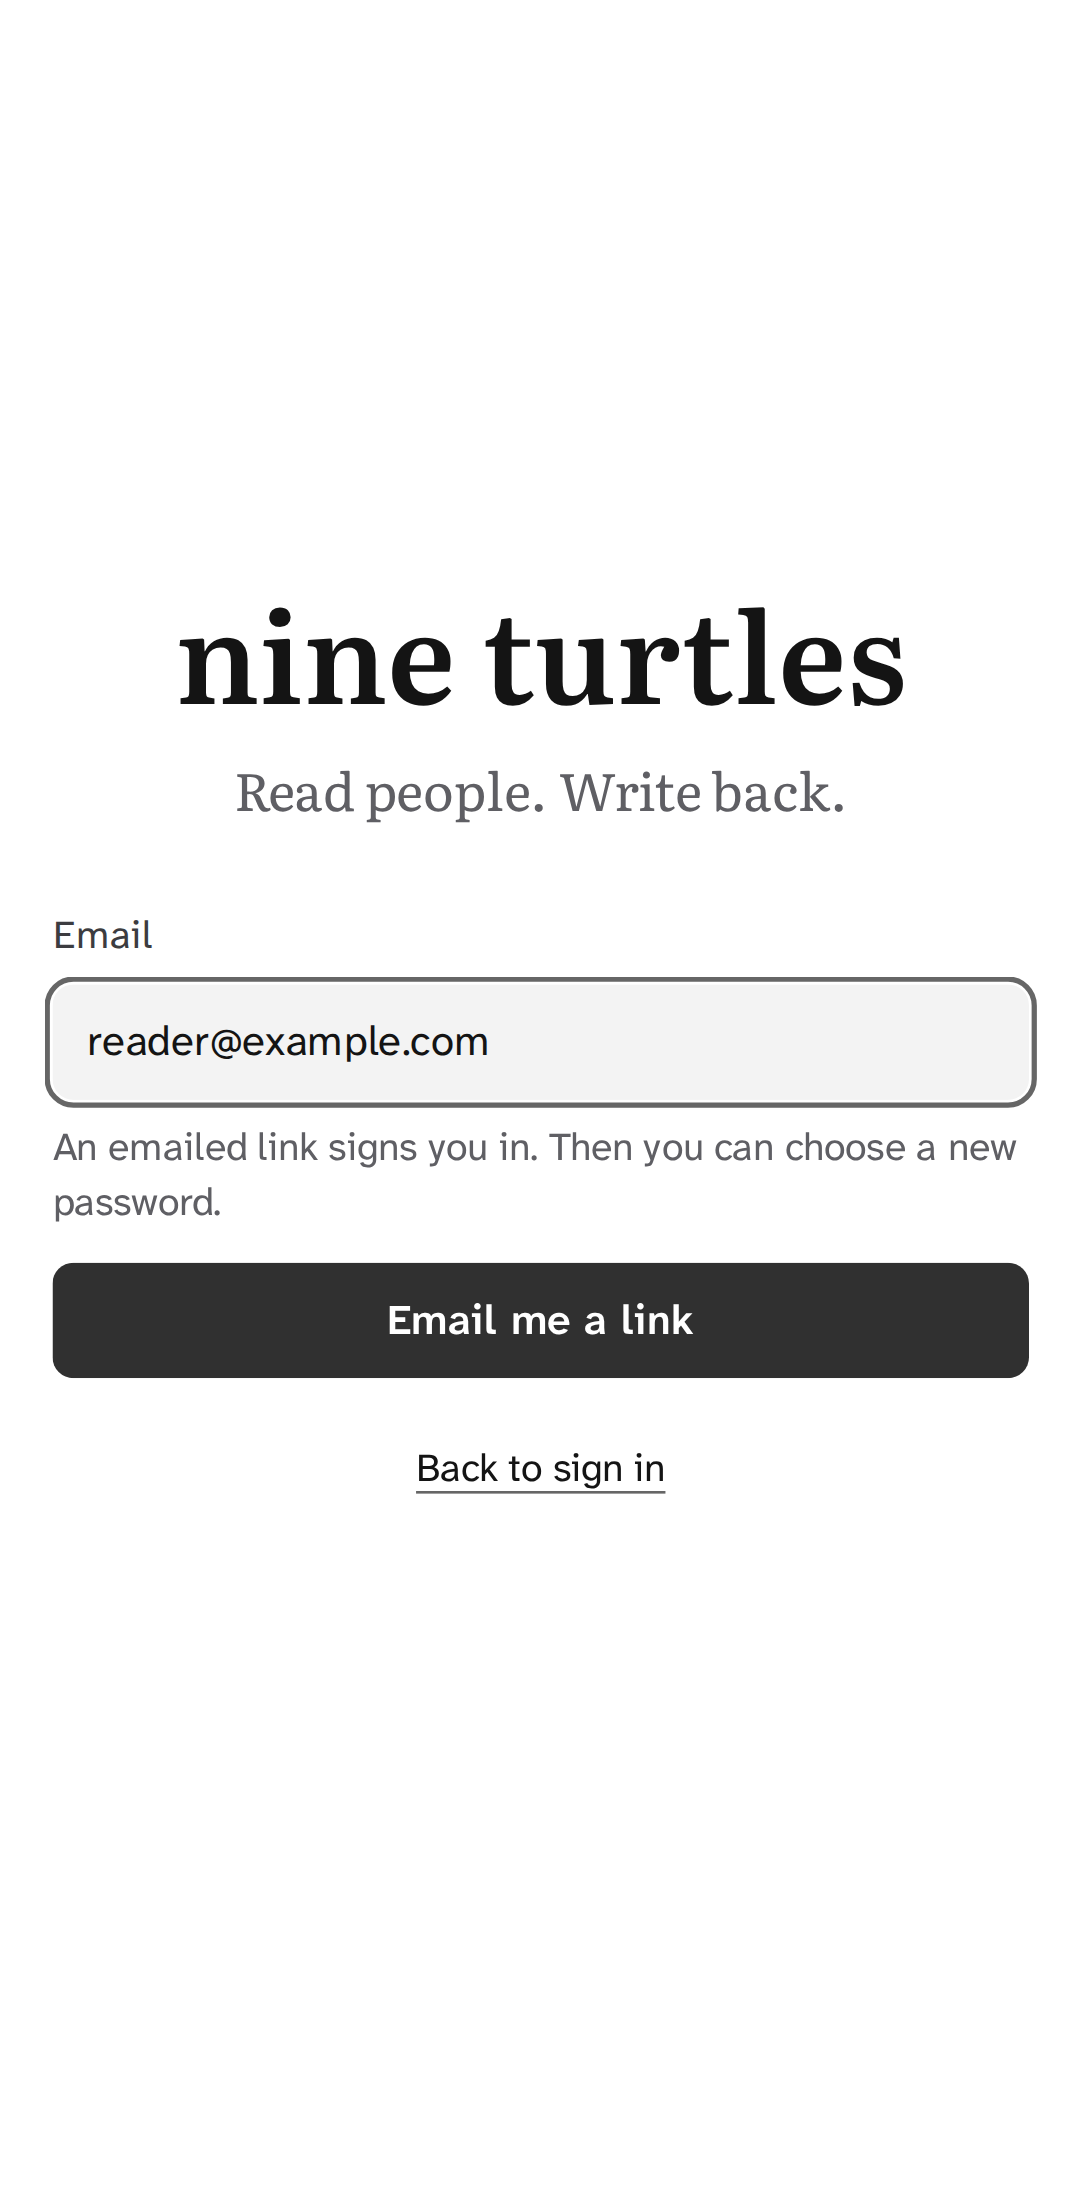 nine turtles
Read people. Write back.
Email
reader@example.com
An emailed link signs you in. Then you can choose a new
password.
Email me a link
Back to sign in